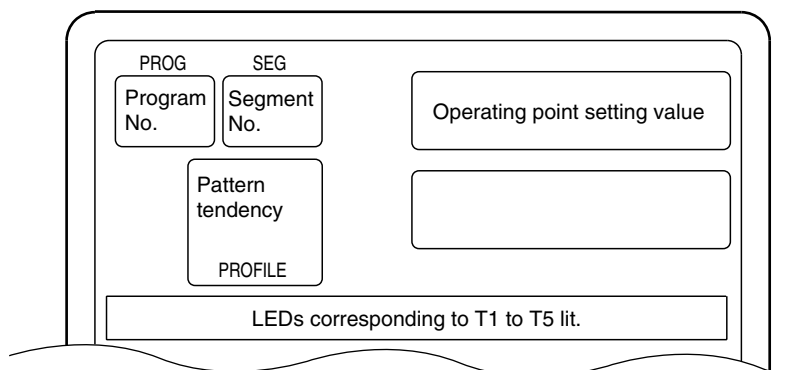 PROG SEG
Program
No.
Segment
No.
Operating point setting value
Pattern
tendency
PROFILE
LEDs corresponding to T1 to T5 lit.